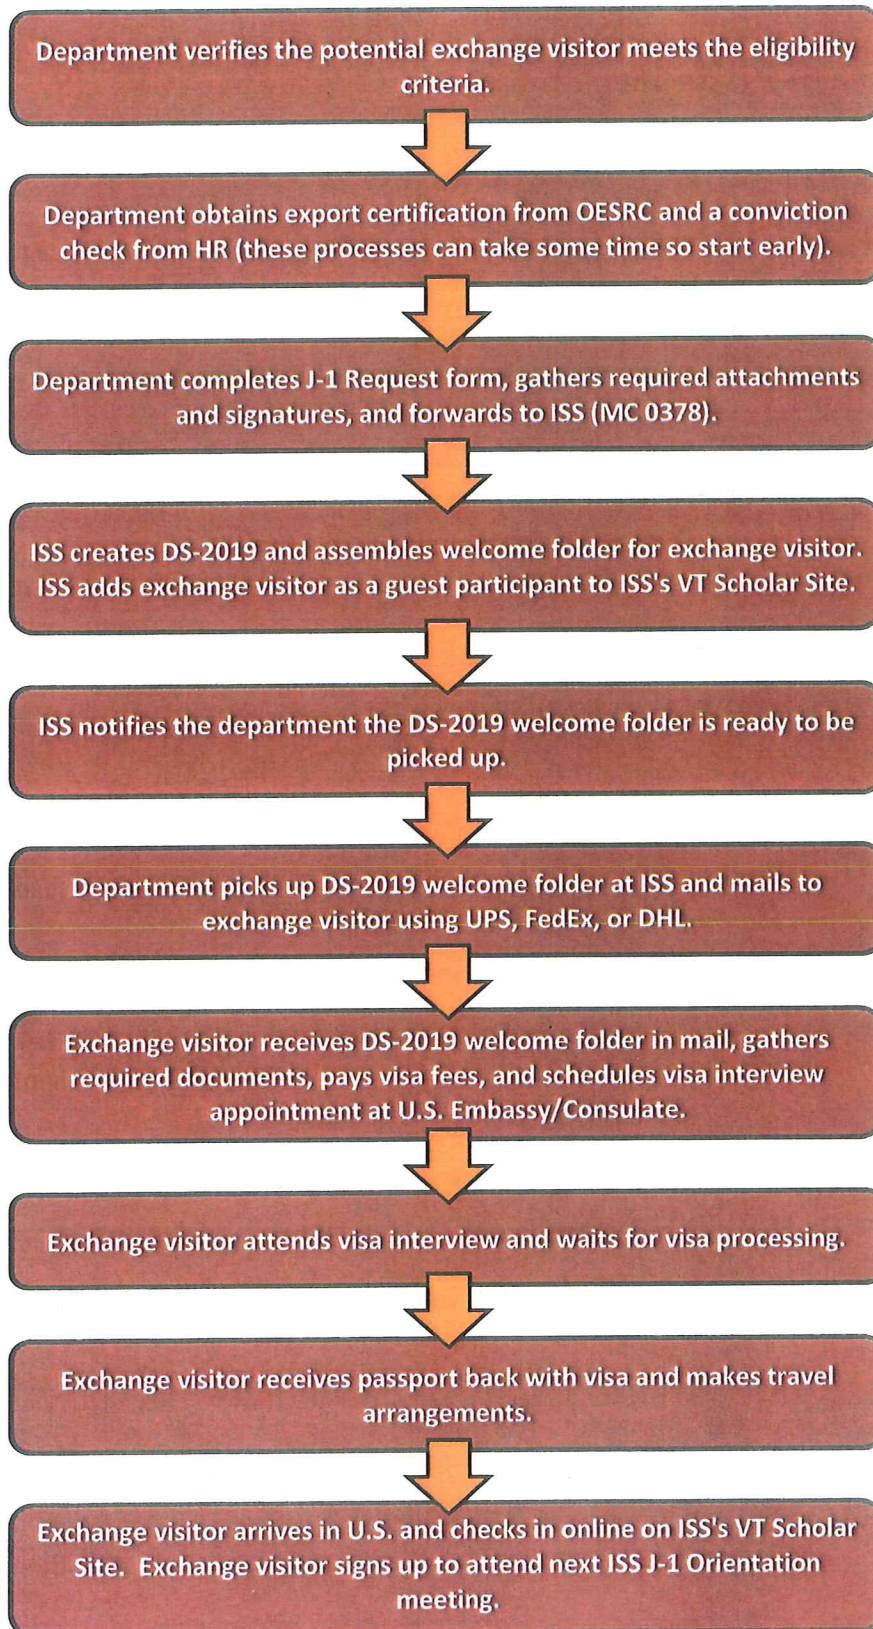 Department verifies the potential exchange visitor meets the eligibility
criteria.
Department obtains export certification from OESRC and a conviction
check from HR (these processes can take some time so start early).
Department completes J-1 Request form, gathers required attachments
and signatures, and forwards to ISS (MC 0378).
ISS creates DS-2019 and assembles welcome folder for exchange visitor.
ISS adds exchange visitor as a guest participant to ISS's VT Scholar Site.
ISS notifies the department the DS-2019 welcome folder is ready to be
picked up.
Department picks up DS-2019 welcome folder at ISS and mails to
exchange visitor using UPS, FedEx, or DHL.
Exchange visitor receives DS-2019 welcome folder in mail, gathers
required documents, pays visa fees, and schedules visa interview
appointment at U.S. Embassy/Consulate.
Exchange visitor attends visa interview and waits for visa processing.
Exchange visitor receives passport back with visa and makes travel
arrangements.
Exchange visitor arrives in U.S. and checks in online on ISS's VT Scholar
Site.  Exchange visitor signs up to attend next ISS J-1 Orientation
meeting.